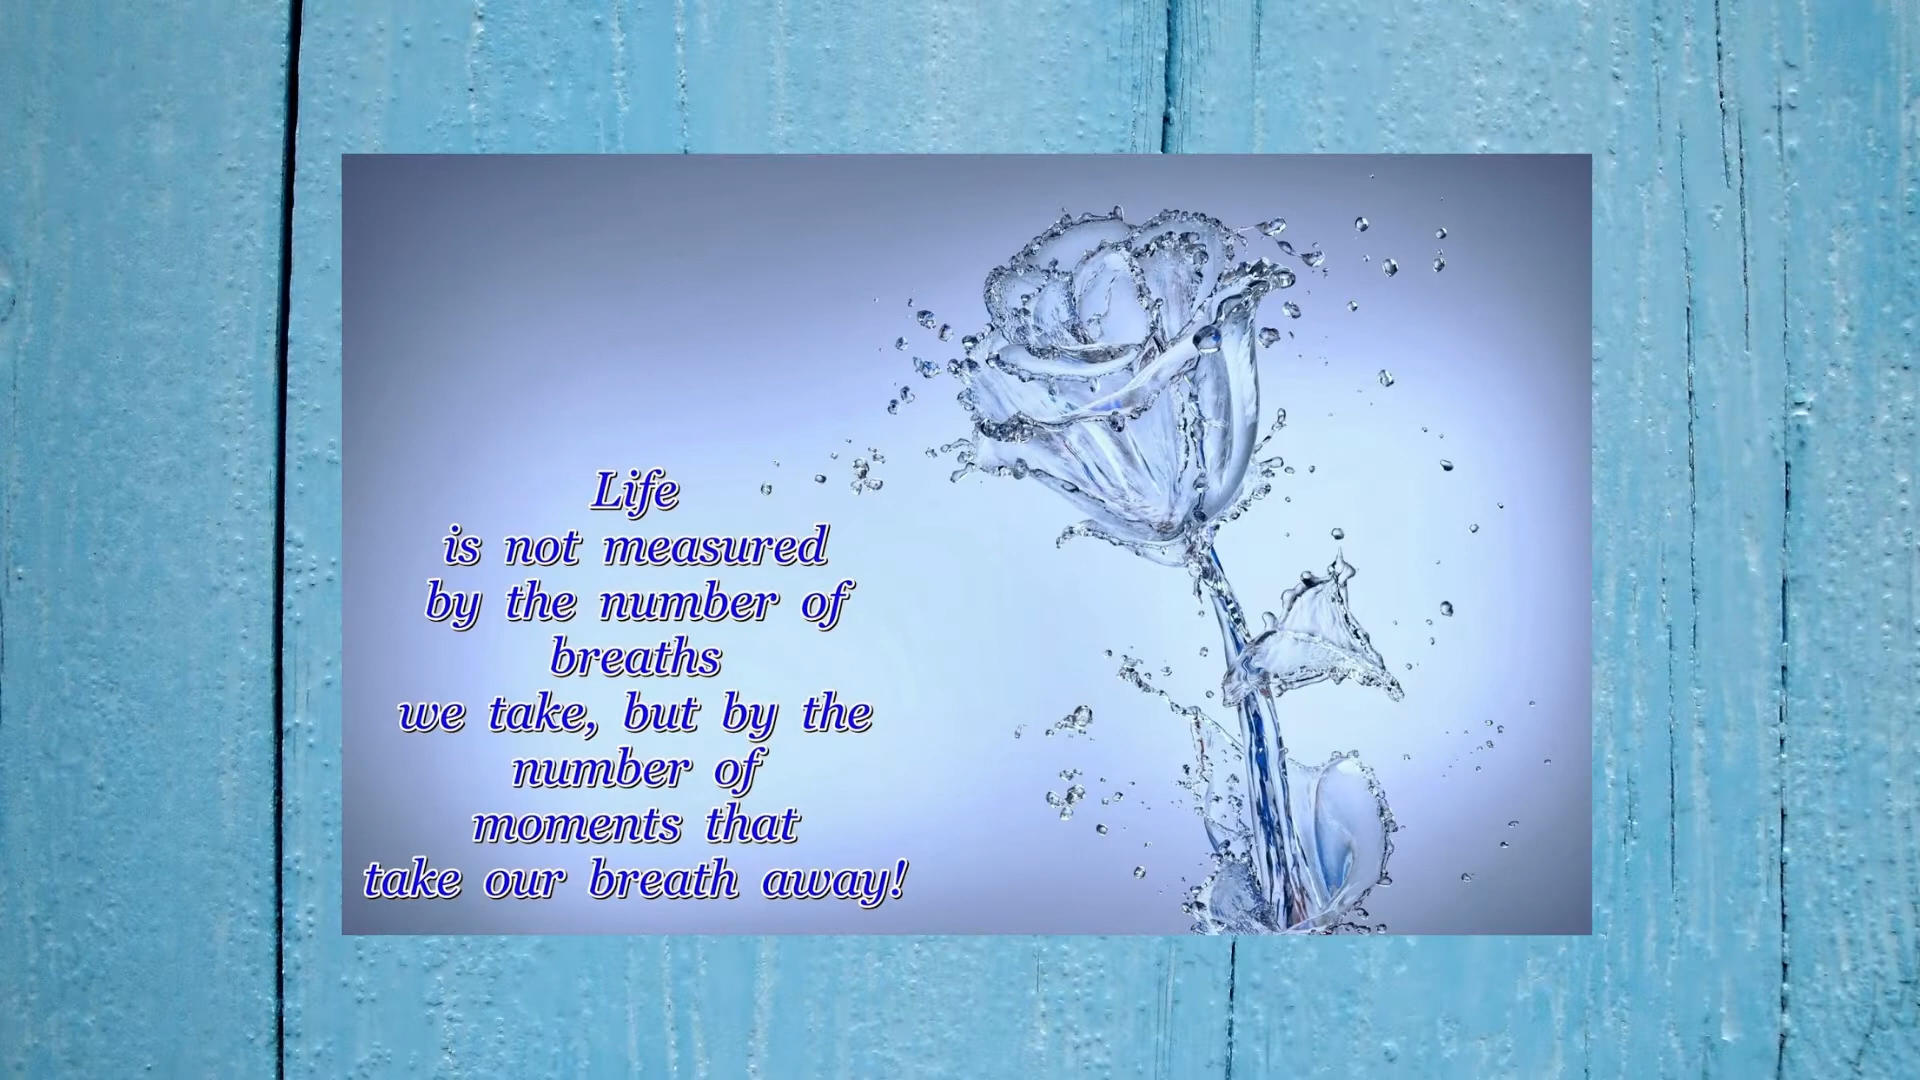 Life
is not measured
by the number of
breaths
we take, but by the
number of
moments that
take our breath away!